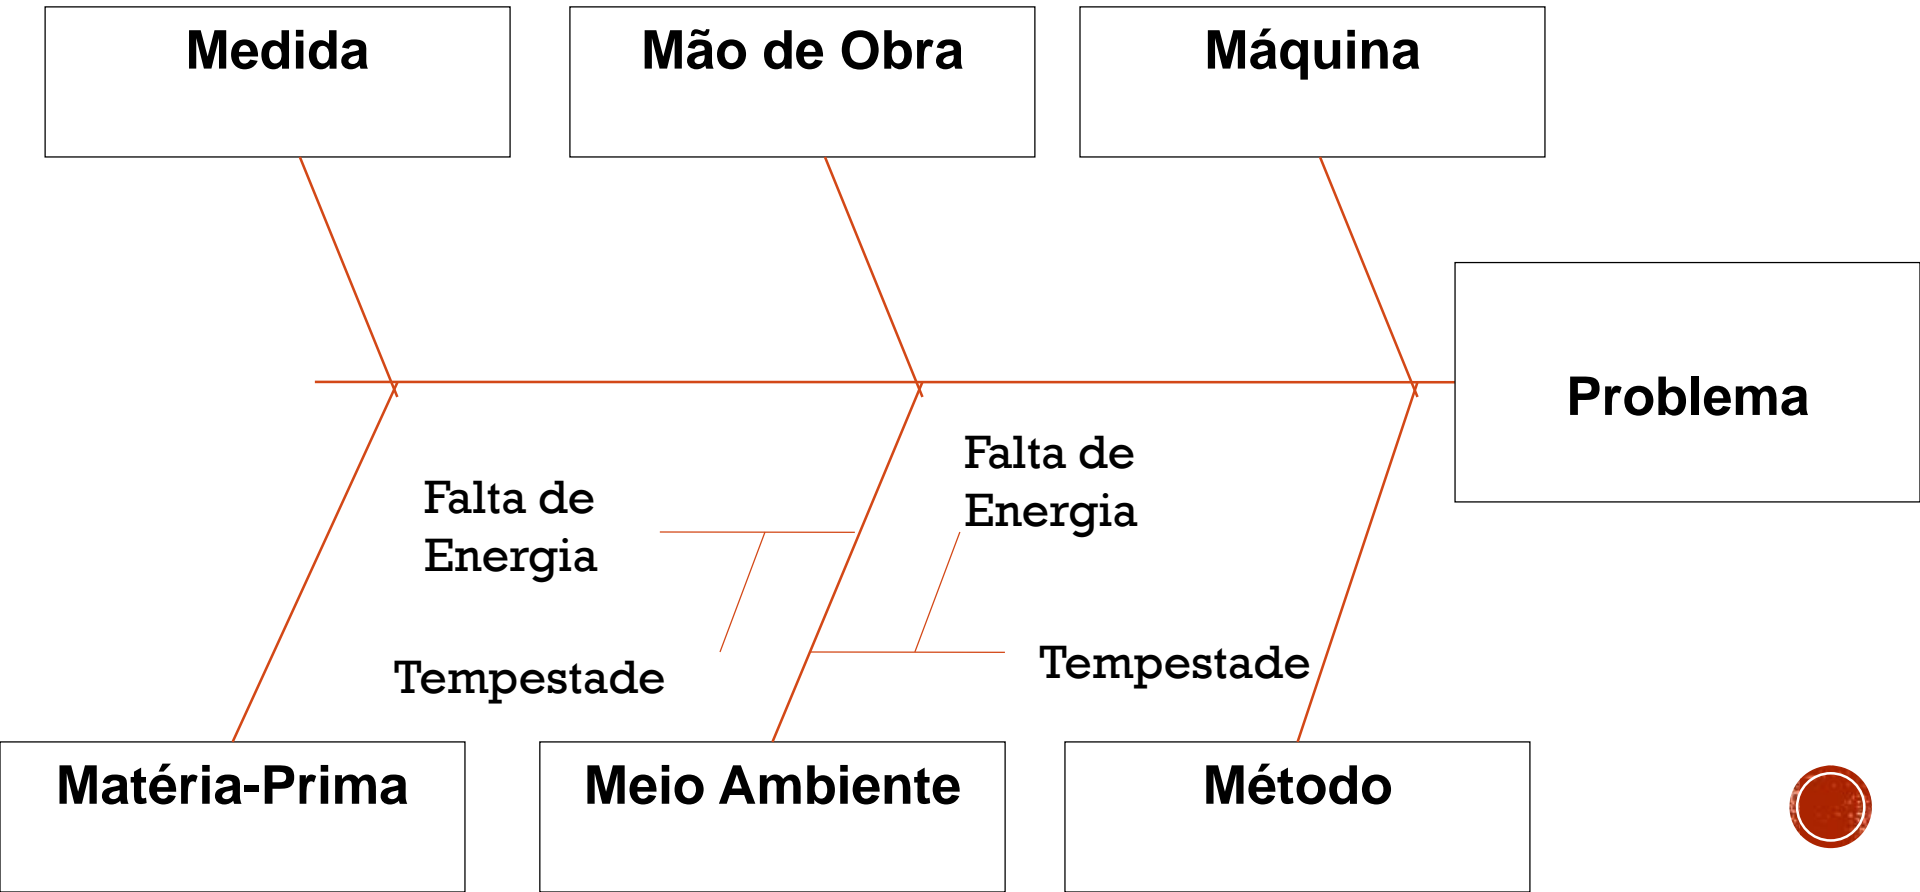 Medida
Mão de Obra
Máquina
Problema
Falta de
Energia
Falta de
Energia
Tempestade
Tempestade
Matéria-Prima
Meio Ambiente
Método